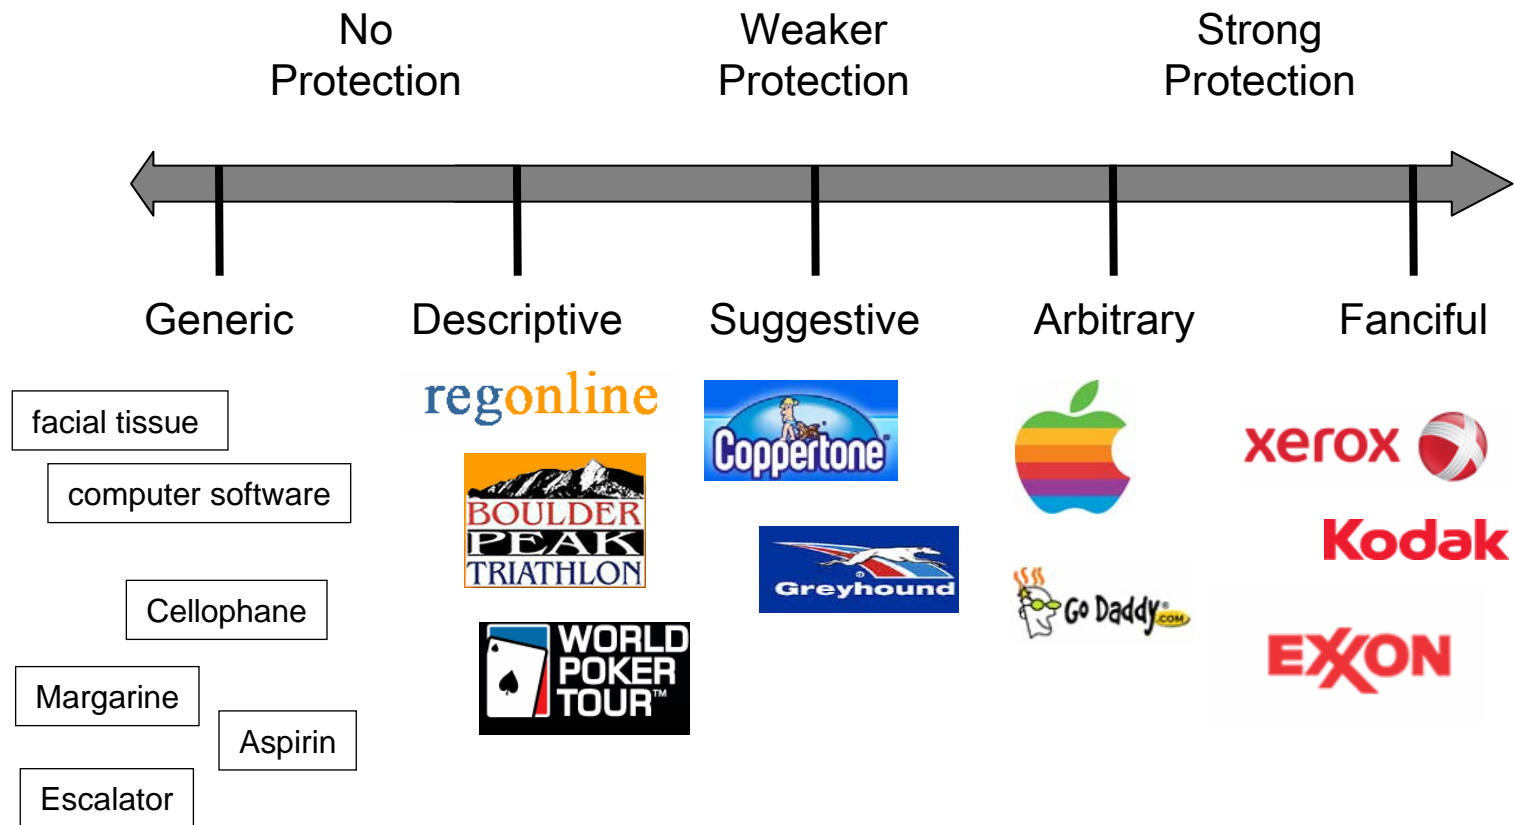 No
Protection
Weaker
Protection
Strong
Protection
Generic
Descriptive
Suggestive
Arbitrary
Fanciful
facial tissue
computer software
Cellophane
Margarine
Aspirin
Escalator
regonline
BOULDER
PEAK
TRIATHLON
WORLD
POKER
TOUR™
Coppertone
Greyhound®
Go Daddy®.COM
xerox
Kodak
EXXON